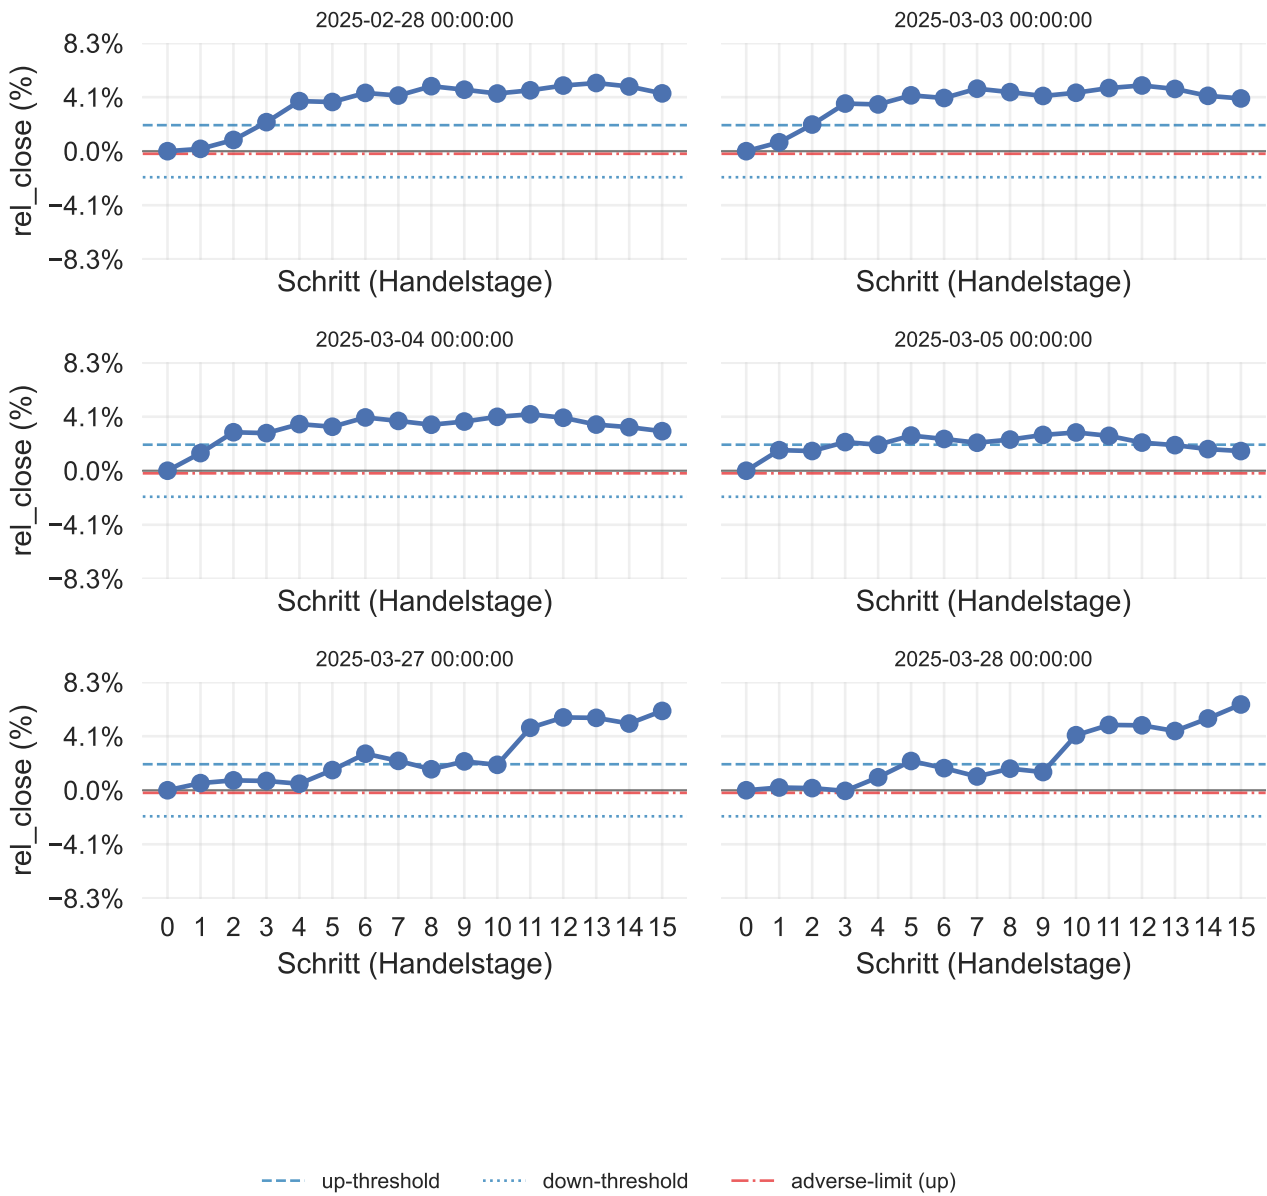 2025-02-28 00:00:00
2025-03-03 00:00:00
8.3%
4.1%
0.0%
−4.1%
−8.3%
rel_close (%)
Schritt (Handelstage)
Schritt (Handelstage)
2025-03-04 00:00:00
2025-03-05 00:00:00
8.3%
4.1%
0.0%
−4.1%
−8.3%
rel_close (%)
Schritt (Handelstage)
Schritt (Handelstage)
2025-03-27 00:00:00
2025-03-28 00:00:00
8.3%
4.1%
0.0%
−4.1%
−8.3%
rel_close (%)
0 1 2 3 4 5 6 7 8 9 10 11 12 13 14 15
0 1 2 3 4 5 6 7 8 9 10 11 12 13 14 15
Schritt (Handelstage)
Schritt (Handelstage)
up-threshold
down-threshold
adverse-limit (up)